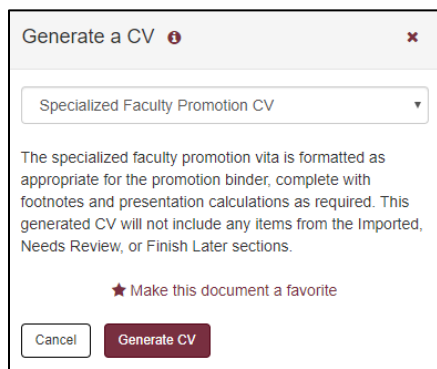 Generate a CV
Specialized Faculty Promotion CV
The specialized faculty promotion vita is formatted as
appropriate for the promotion binder, complete with
footnotes and presentation calculations as required. This
generated CV will not include any items from the Imported,
Needs Review, or Finish Later sections.
Make this document a favorite
Cancel Generate CV